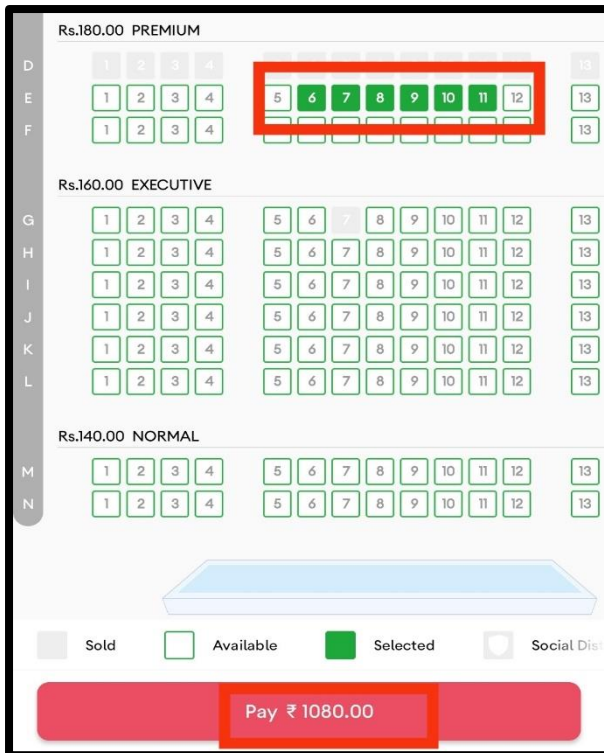 Rs.180.00 PREMIUM
D 1 2 3 4 13
E 1 2 3 4 5 6 7 8 9 10 11 12 13
F 1 2 3 4 13
Rs.160.00 EXECUTIVE
G 1 2 3 4 5 6 7 8 9 10 11 12 13
H 1 2 3 4 5 6 7 8 9 10 11 12 13
I 1 2 3 4 5 6 7 8 9 10 11 12 13
J 1 2 3 4 5 6 7 8 9 10 11 12 13
K 1 2 3 4 5 6 7 8 9 10 11 12 13
L 1 2 3 4 5 6 7 8 9 10 11 12 13
Rs.140.00 NORMAL
M 1 2 3 4 5 6 7 8 9 10 11 12 13
N 1 2 3 4 5 6 7 8 9 10 11 12 13
Sold Available Selected Social Dis
Pay ₹ 1080.00